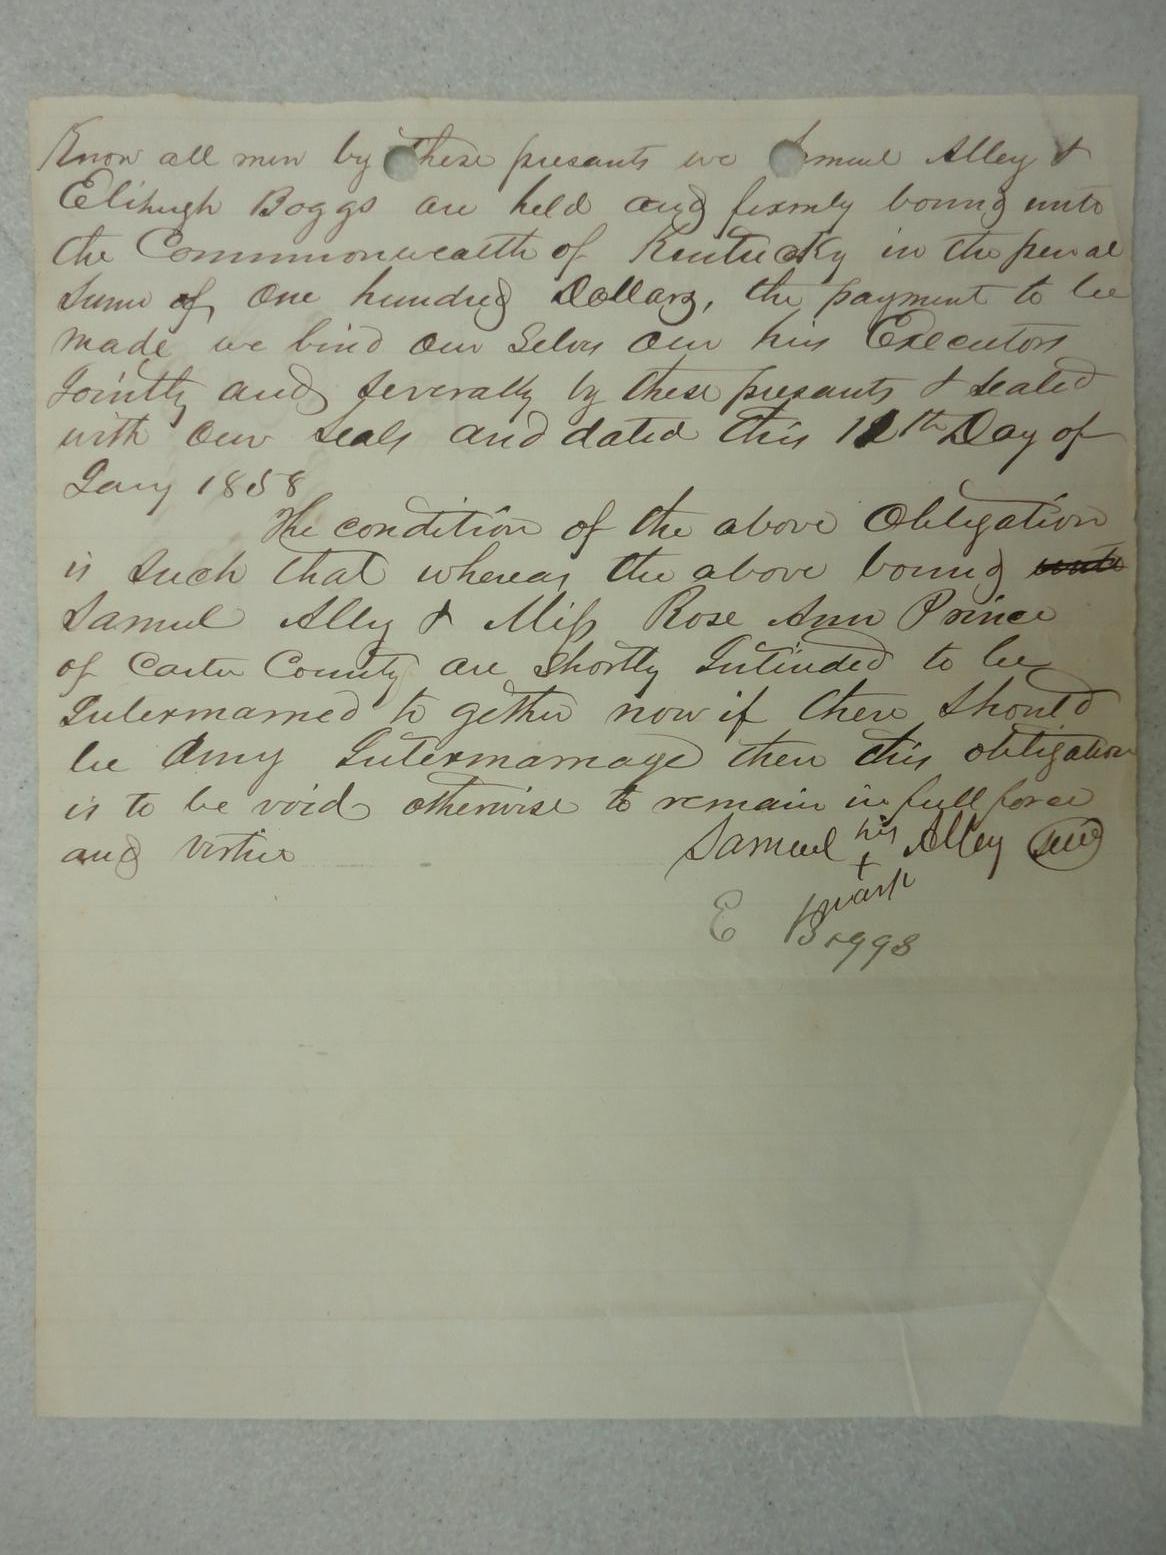 Know all men by these presants we Samuel Alley &
Elihugh Boggs are held and firmly bound unto
the Commonwealth of Kentucky in the penal
Sum of One hundred Dollars, the payment to be
made we bind our Selves our hirs Executors
Jointly and Severally by these presants & Sealed
with our seals and dated this 12th Day of
Jany 1858
The condition of the above Obligation
is Such that whereas the above bound
Samuel Alley & Miss Rose Ann Prince
of Carter County are Shortly Intended to be
Intermarried to gether now if there Should
be Any Intermarriage then this obligation
is to be void otherwise to remain in full force
and virtue
Samuel his Alley
+
mark
E Boggs